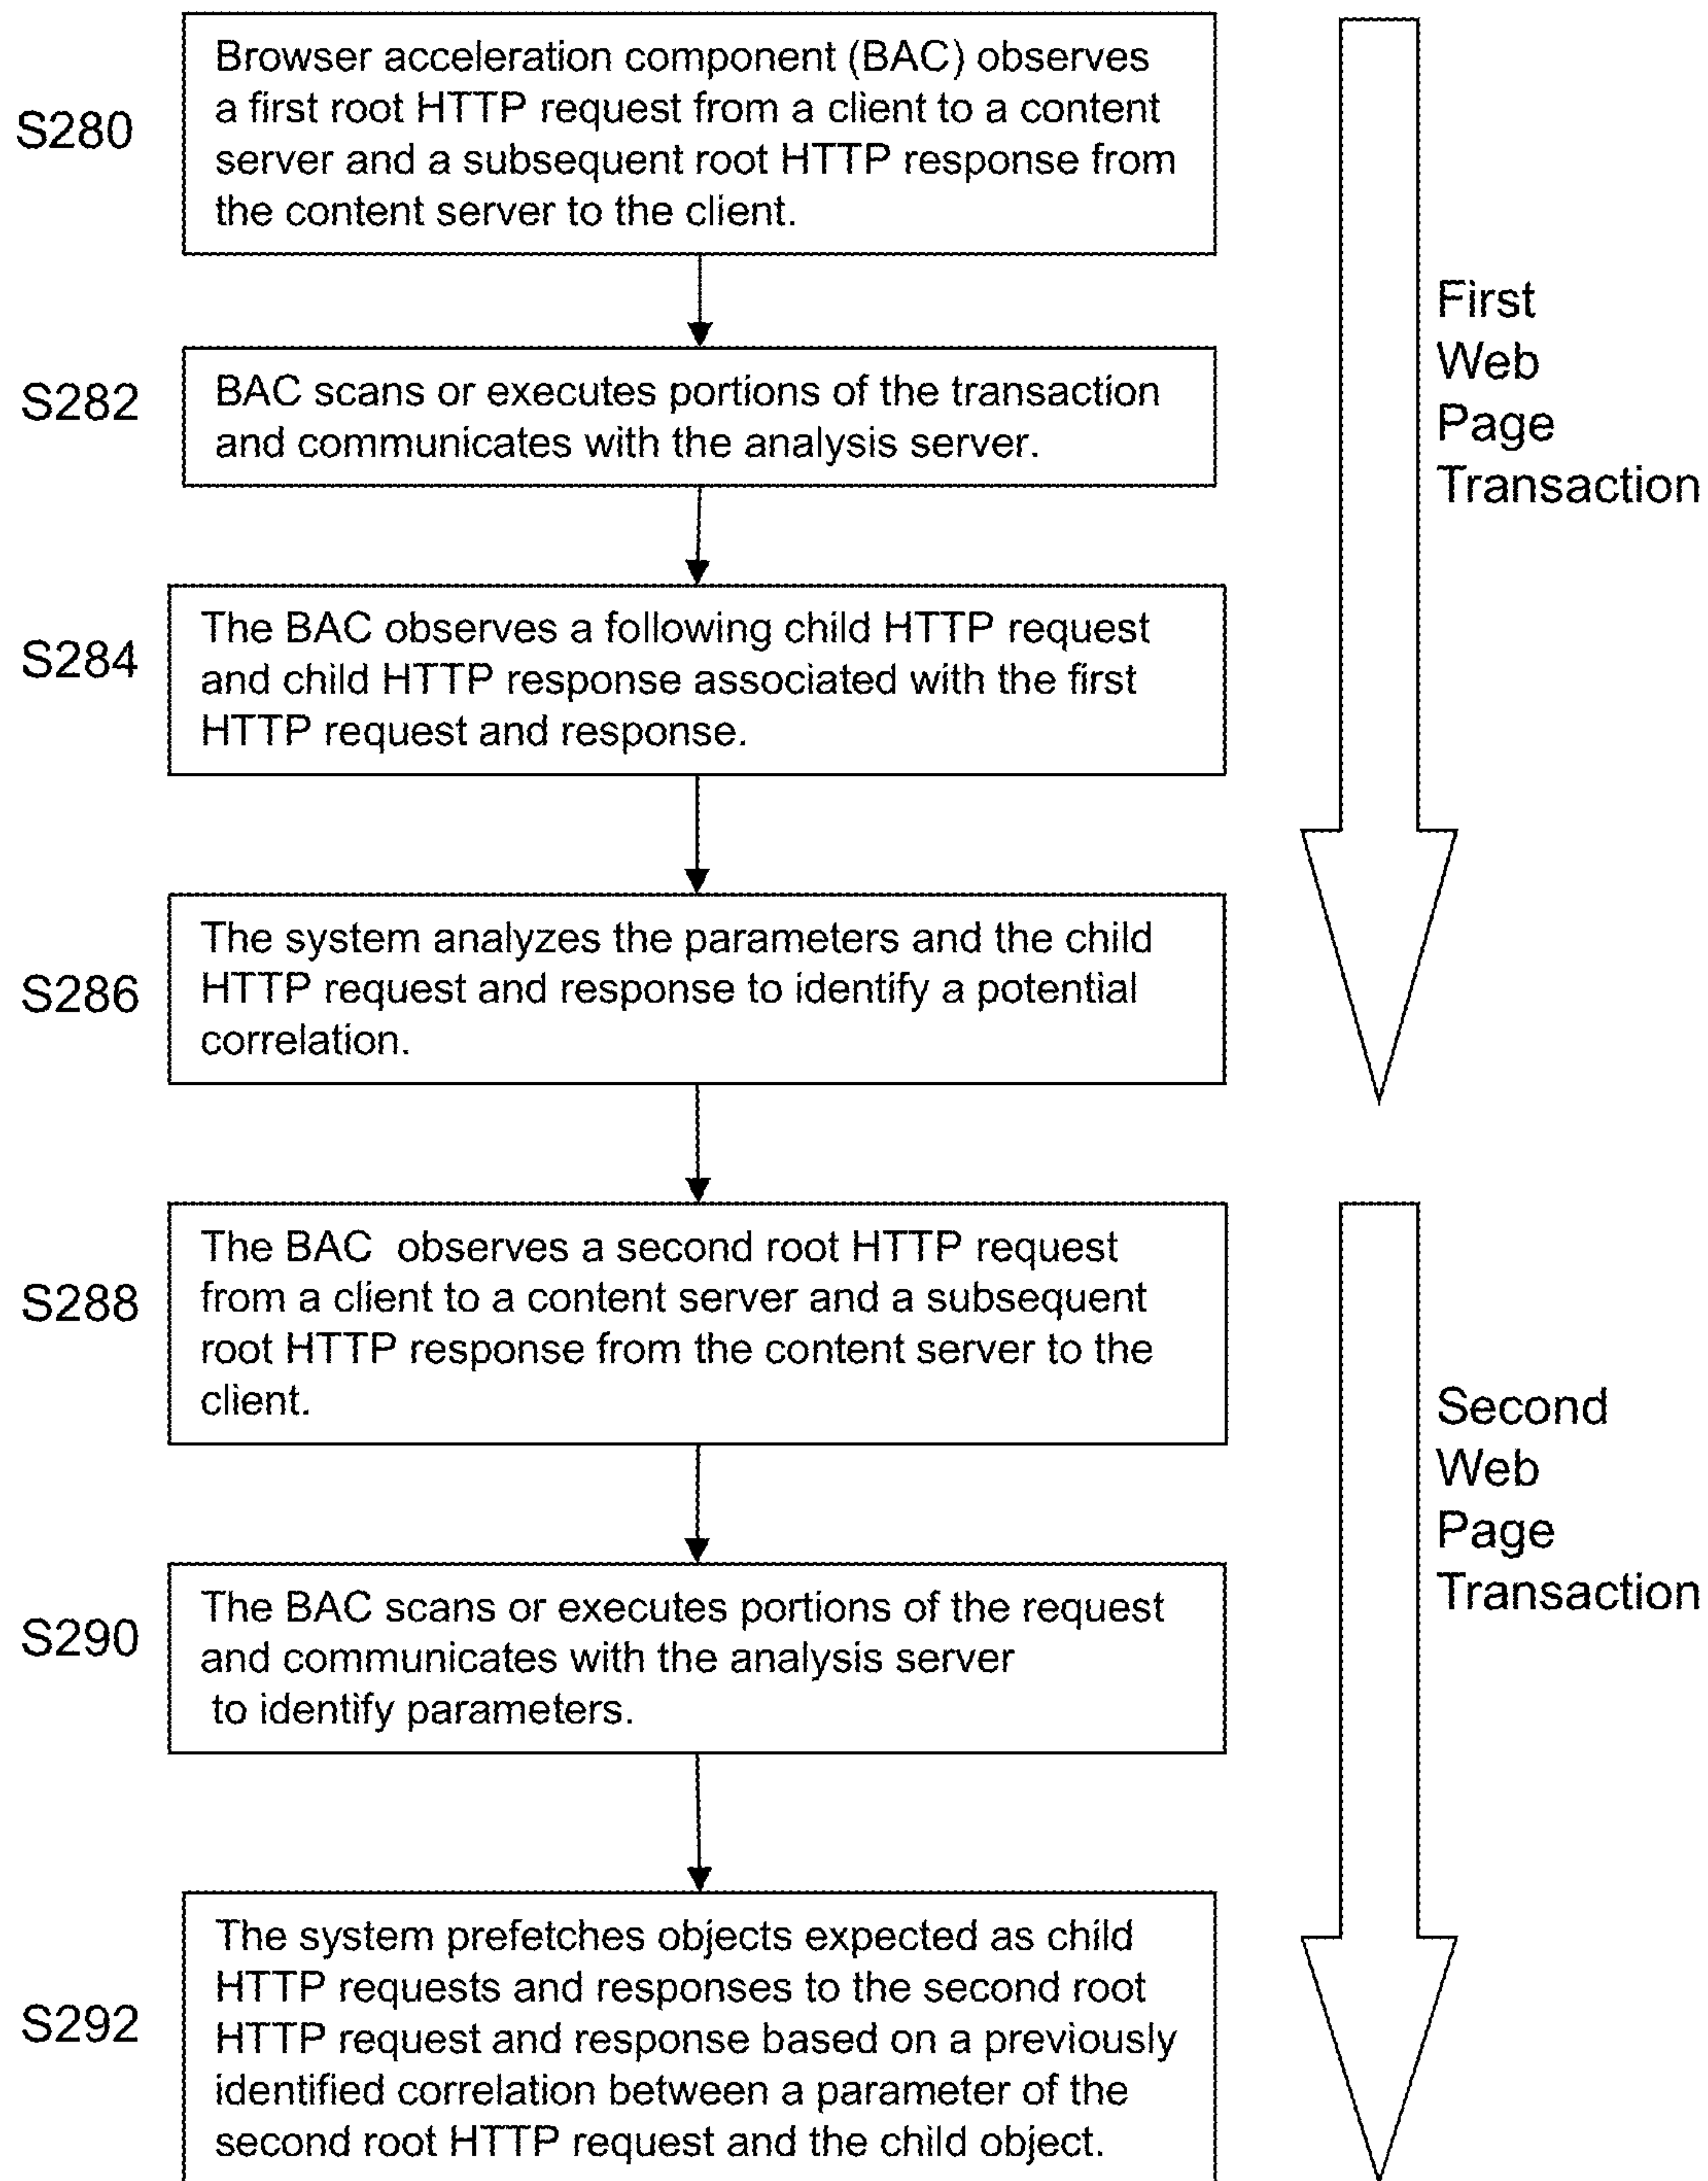 S280
Browser acceleration component (BAC) observes
a first root HTTP request from a client to a content
server and a subsequent root HTTP response from
the content server to the client.
S282
BAC scans or executes portions of the transaction
and communicates with the analysis server.
S284
The BAC observes a following child HTTP request
and child HTTP response associated with the first
HTTP request and response.
S286
The system analyzes the parameters and the child
HTTP request and response to identify a potential
correlation.
First
Web
Page
Transaction
S288
The BAC observes a second root HTTP request
from a client to a content server and a subsequent
root HTTP response from the content server to the
client.
S290
The BAC scans or executes portions of the request
and communicates with the analysis server
to identify parameters.
S292
The system prefetches objects expected as child
HTTP requests and responses to the second root
HTTP request and response based on a previously
identified correlation between a parameter of the
second root HTTP request and the child object.
Second
Web
Page
Transaction